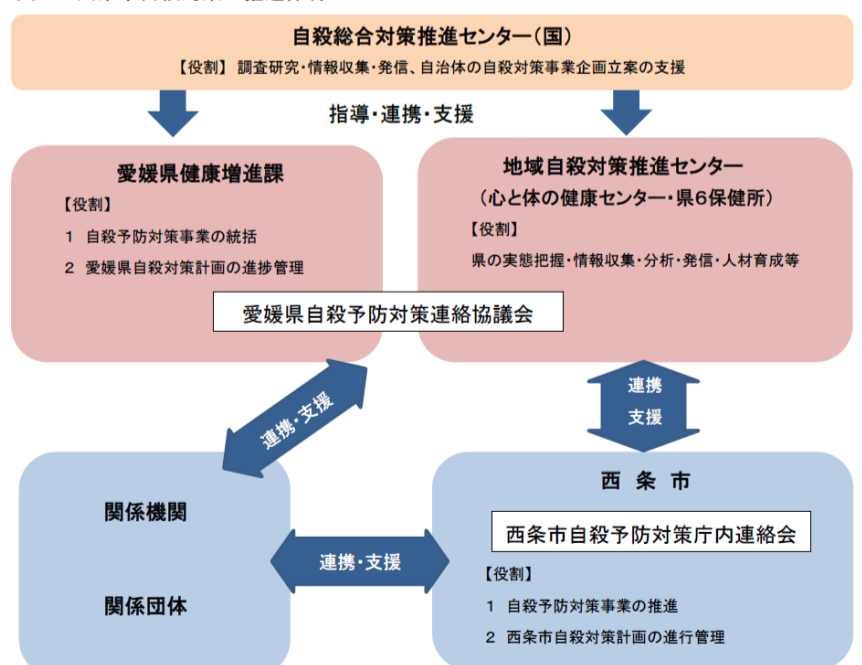 自殺総合対策推進センター(国)
【役割】 調査研究・情報収集・発信、自治体の自殺対策事業企画立案の支援
指導・連携・支援
愛媛県健康増進課
【役割】
1 自殺予防対策事業の統括
2 愛媛県自殺対策計画の進捗管理
地域自殺対策推進センター
(心と体の健康センター・県6保健所)
【役割】
県の実態把握・情報収集・分析・発信・人材育成等
愛媛県自殺予防対策連絡協議会
連携・支援
連携
支援
関係機関
関係団体
連携・支援
西 条 市
西条市自殺予防対策庁内連絡会
【役割】
1 自殺予防対策事業の推進
2 西条市自殺対策計画の進行管理